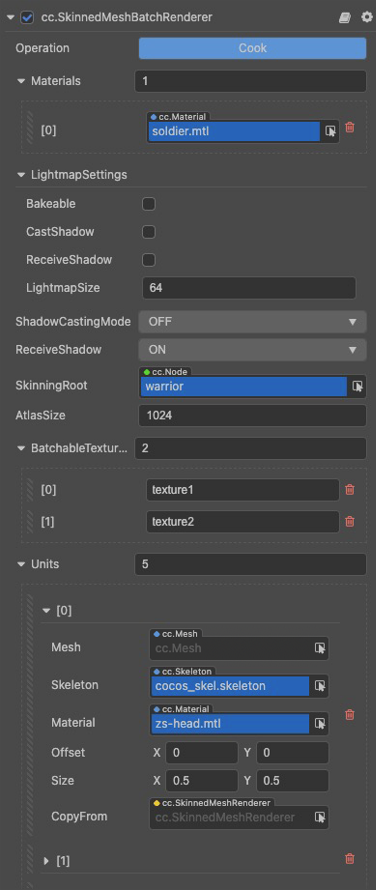 cc.SkinnedMeshBatchRenderer
Operation Cook
Materials 1
cc.Material
[0] soldier.mtl
LightmapSettings
Bakeable
CastShadow
ReceiveShadow
LightmapSize 64
ShadowCastingMode OFF
ReceiveShadow ON
cc.Node
SkinningRoot warrior
AtlasSize 1024
BatchableTextur... 2
[0] texture1
[1] texture2
Units 5
[0]
cc.Mesh
Mesh cc.Mesh
cc.Skeleton
Skeleton cocos_skel.skeleton
cc.Material
Material zs-head.mtl
Offset X 0 Y 0
Size X 0.5 Y 0.5
cc.SkinnedMeshRenderer
CopyFrom cc.SkinnedMeshRenderer
[1]